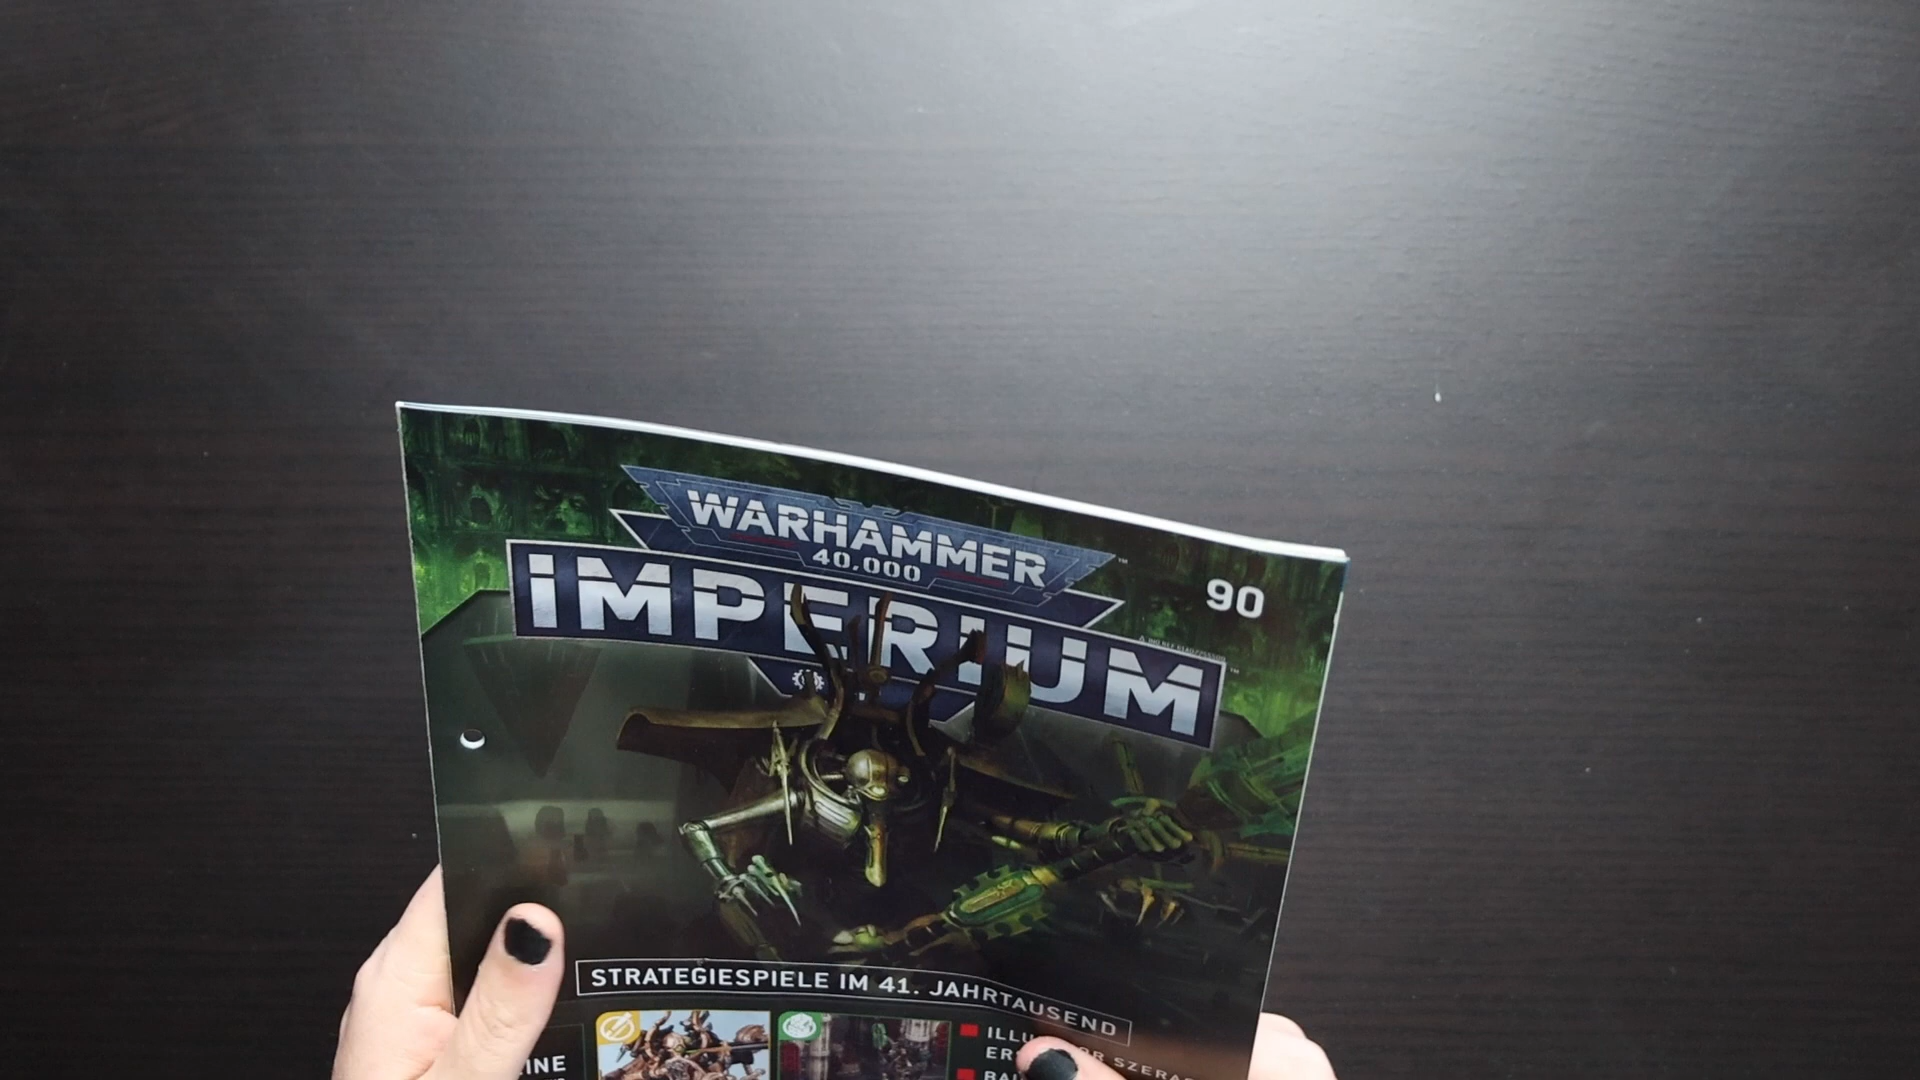 WARHAMMER
40,000
IMPERIUM
90
STRATEGIESPIELE IM 41. JAHRTAUSEND